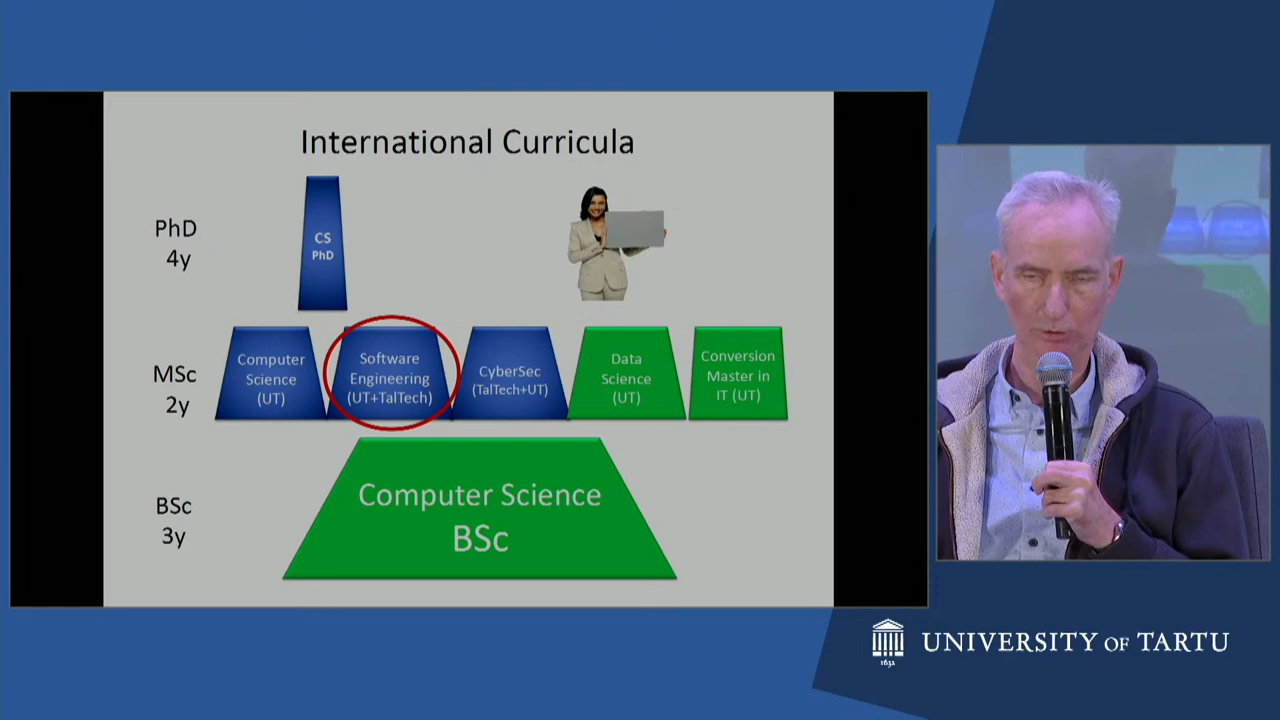 International Curricula
PhD
4y
CS
PhD
MSc
2y
Computer
Science
(UT)
Software
Engineering
(UT+TalTech)
CyberSec
(TalTech+UT)
Data
Science
(UT)
Conversion
Master in
IT (UT)
BSc
3y
Computer Science
BSc
1632
UNIVERSITY OF TARTU